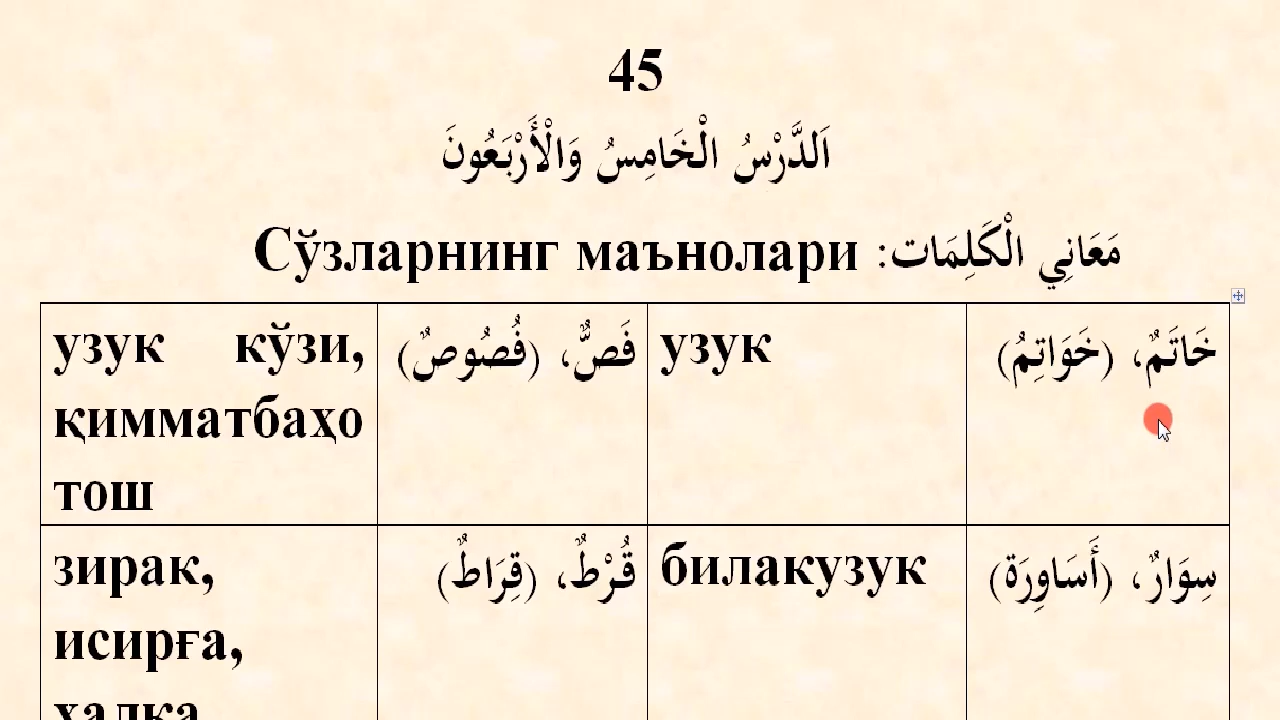 45
اَلدَّرْسُ الْخَامِسُ وَالْأَرْبَعُونَ
Сўзларнинг маънолари :مَعَانِي الْكَلِمَات
خَاتَمٌ، (خَوَاتِمُ)
узук
فَصٌّ، (فُصُوصٌ)
узук кўзи,
қимматбаҳо
тош
سِوَارٌ، (أَسَاوِرَة)
билакузук
قُرْطٌ، (قِرَاطٌ)
зирак,
исирға,
ҳалқа